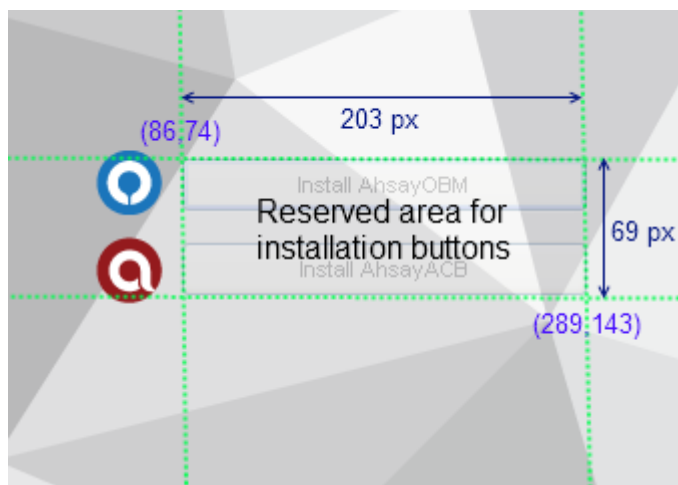 203 px
(86,74)
Install AhsayOBM
Reserved area for
installation buttons
69 px
Install AhsayACB
(289,143)